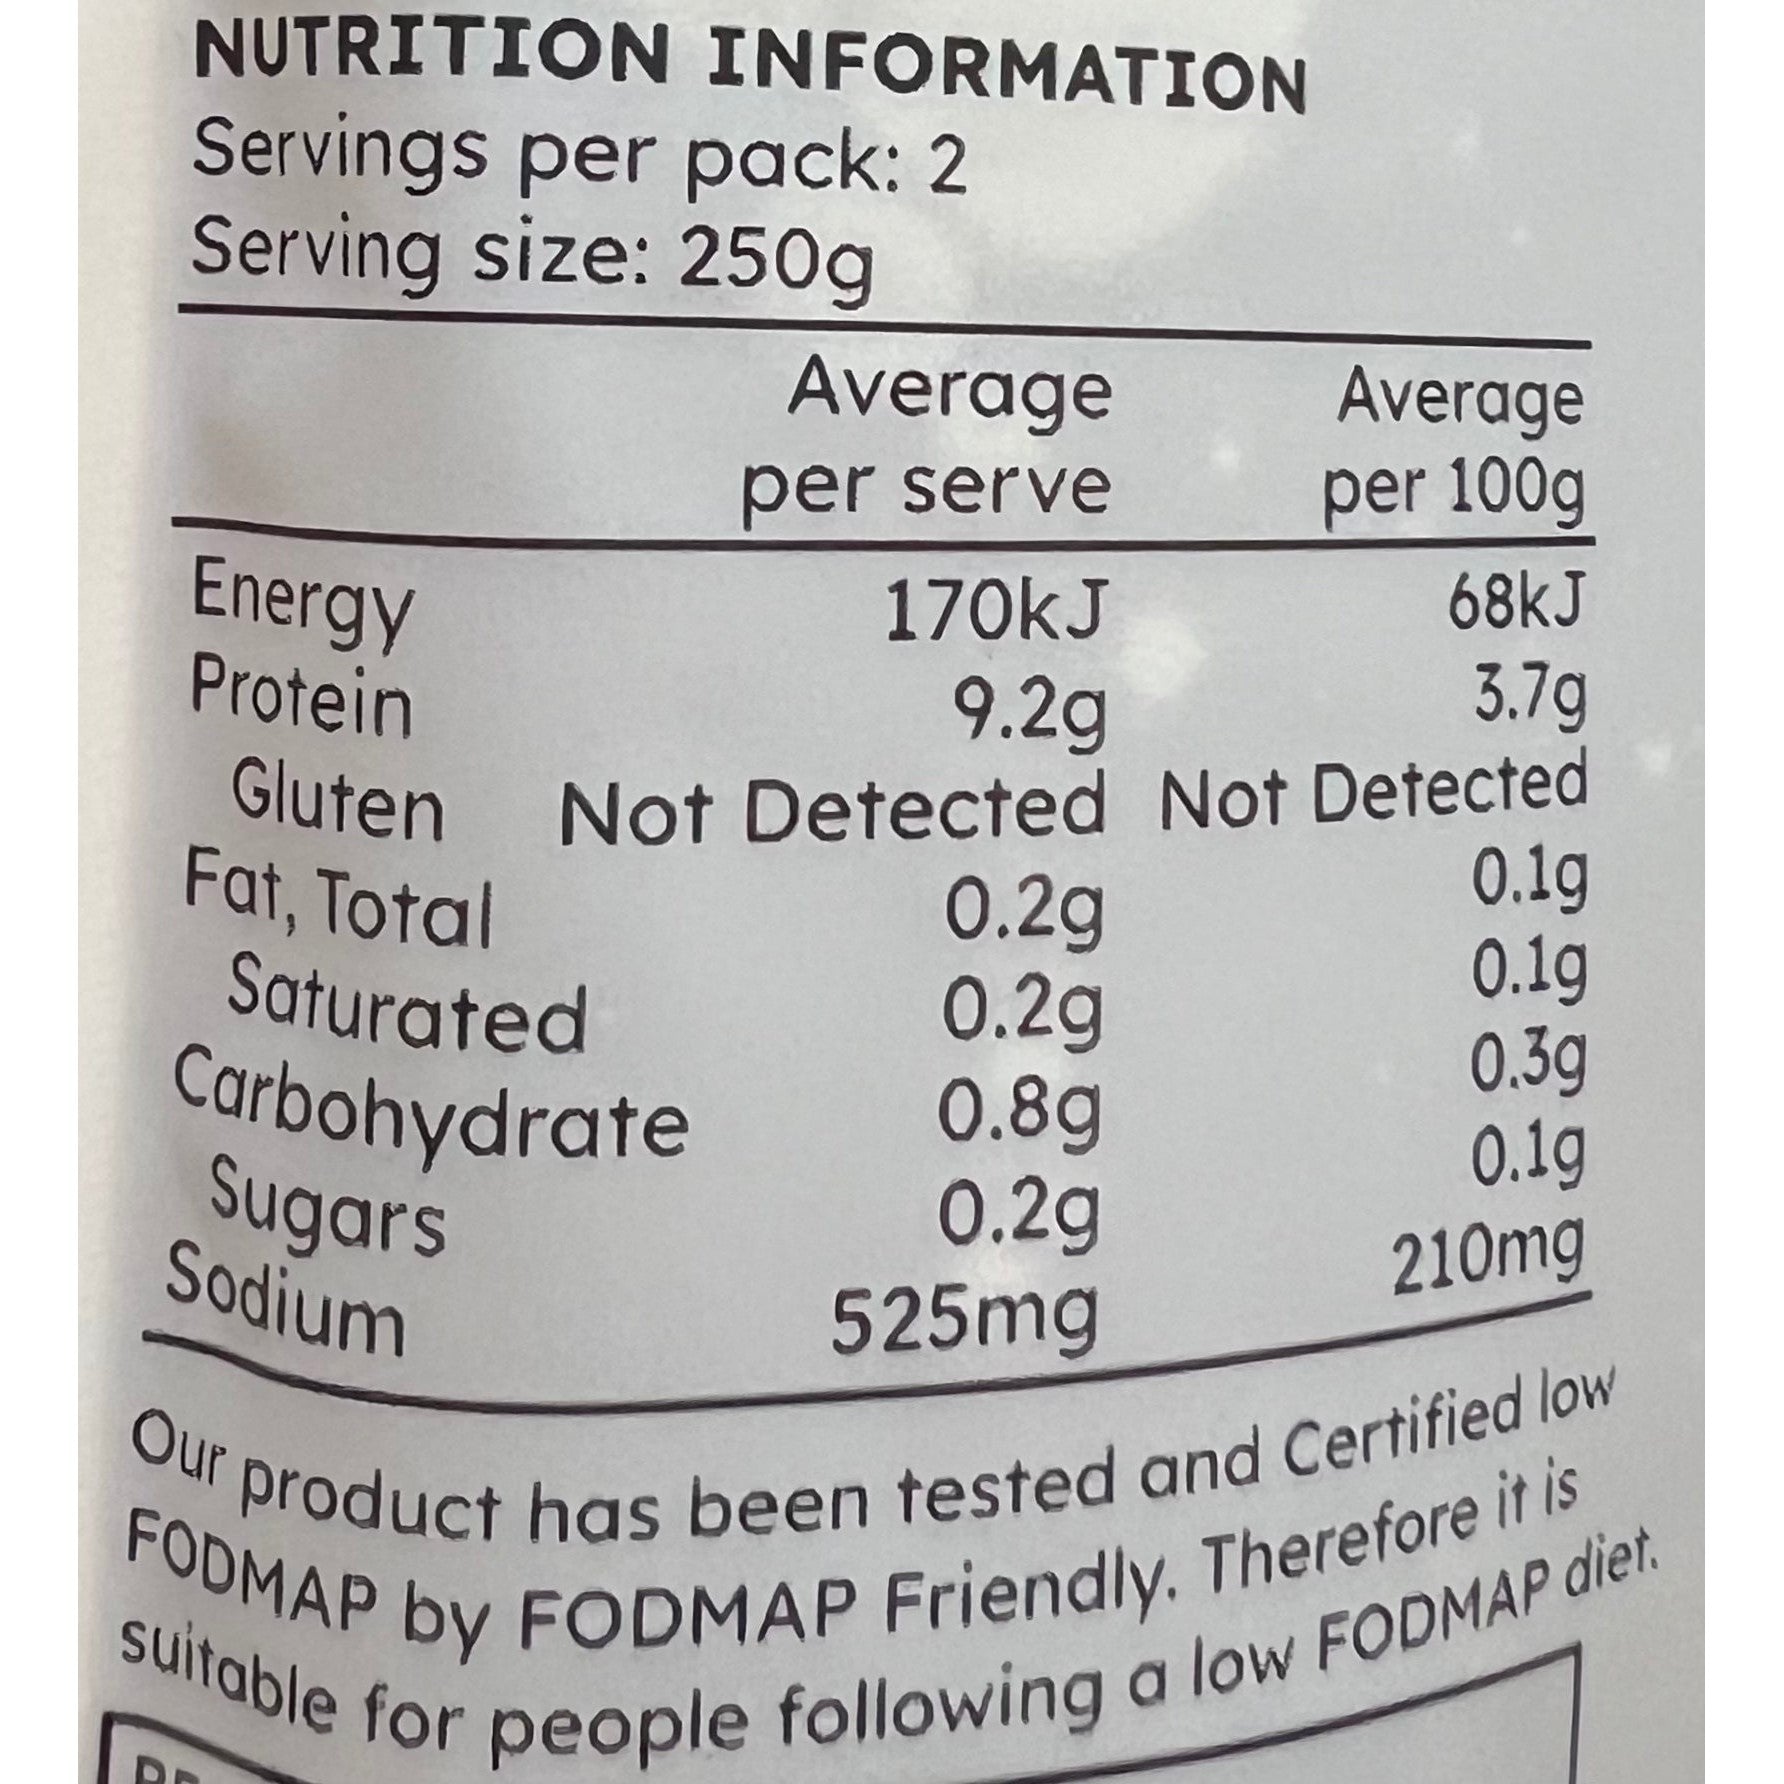 NUTRITION INFORMATION
Servings per pack: 2
Serving size: 250g
Average Average
per serve per 100g
Energy 170kJ 68kJ
Protein 9.2g 3.7g
Gluten Not Detected Not Detected
Fat, Total 0.2g 0.1g
Saturated 0.2g 0.1g
Carbohydrate 0.8g 0.3g
Sugars 0.2g 0.1g
Sodium 525mg 210mg
Our product has been tested and Certified low
FODMAP by FODMAP Friendly. Therefore it is
suitable for people following a low FODMAP diet.